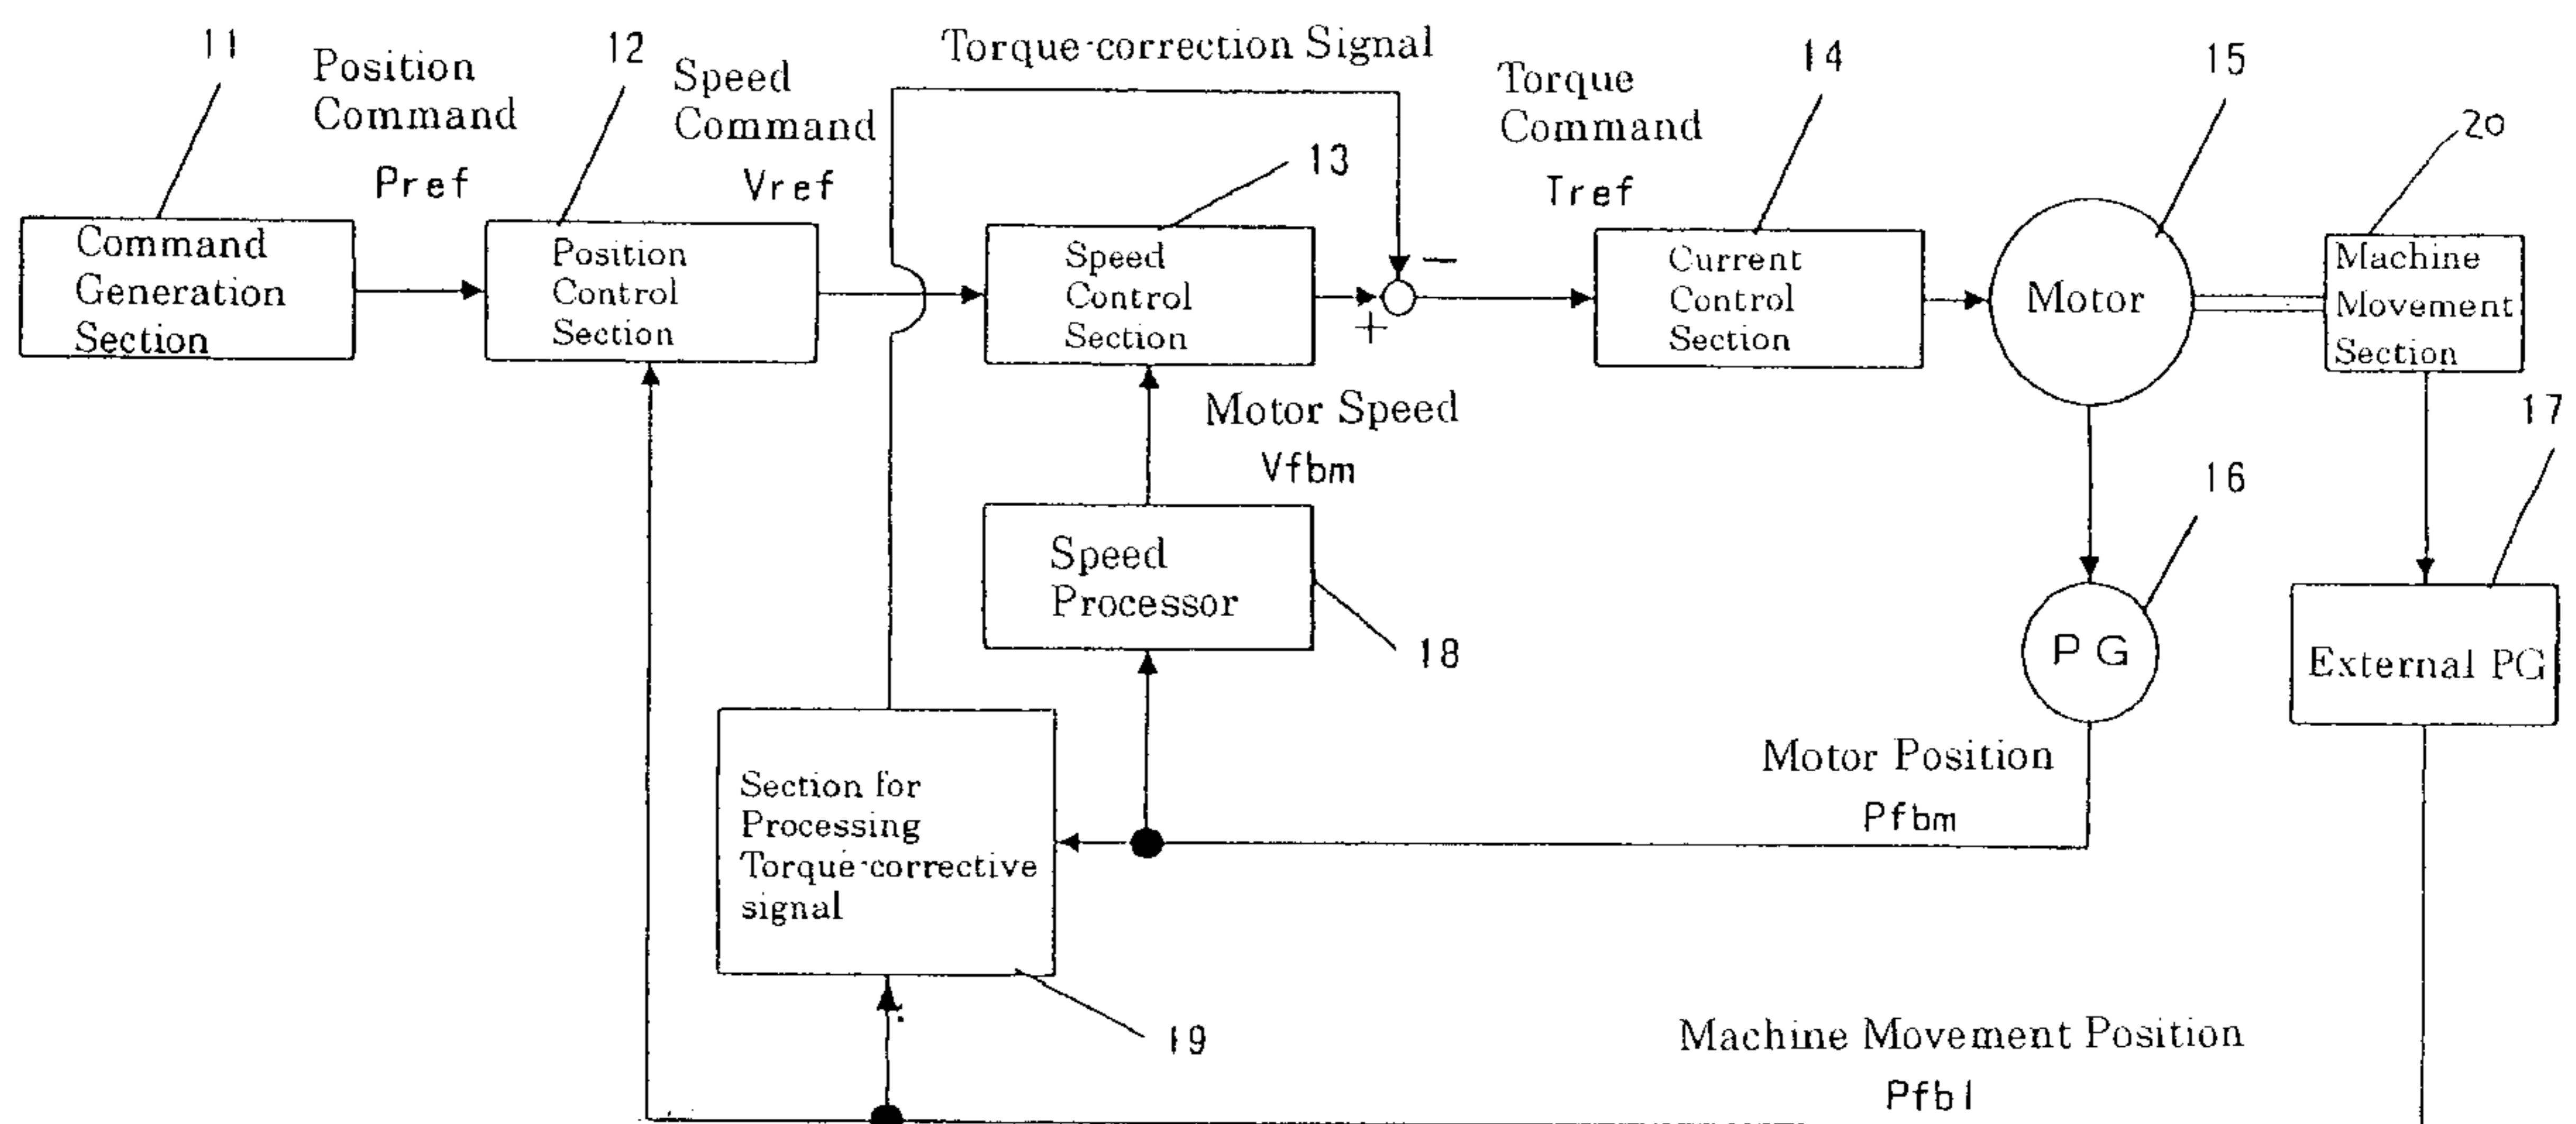 11
Position
Command
Pref
12
Speed
Command
Vref
Torque-correction Signal
13
Torque
Command
Tref
14
15
20
Command
Generation
Section
Position
Control
Section
Speed
Control
Section
−
+
Current
Control
Section
Motor
Machine
Movement
Section
Motor Speed
Vfbm
17
16
Speed
Processor
18
PG
External PG
Section for
Processing
Torque-corrective
signal
Motor Position
Pfbm
19
Machine Movement Position
Pfbl